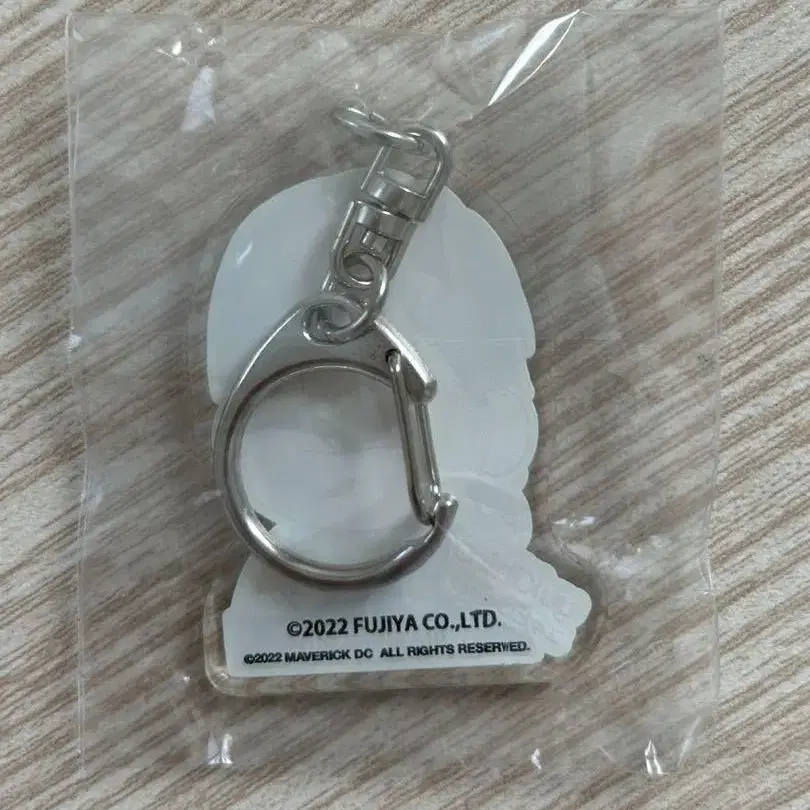 ©2022 FUJIYA CO.,LTD.
©2022 MAVERICK DC ALL RIGHTS RESERVED.